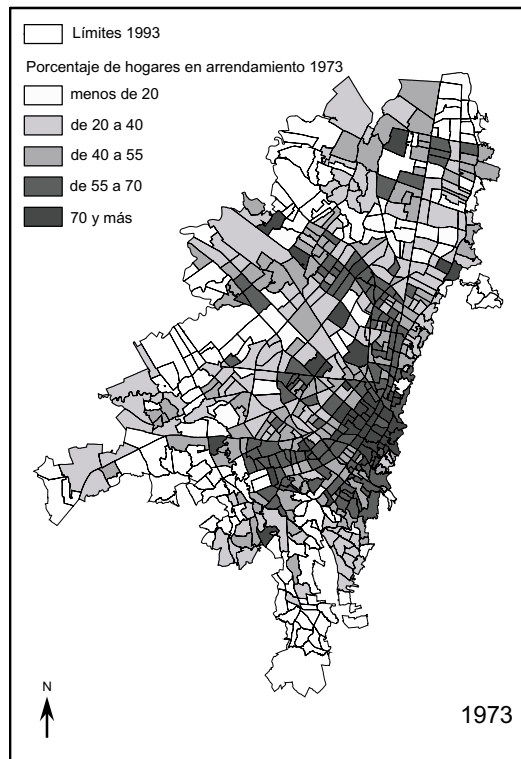 Límites 1993
Porcentaje de hogares en arrendamiento 1973
menos de 20
de 20 a 40
de 40 a 55
de 55 a 70
70 y más
N
1973